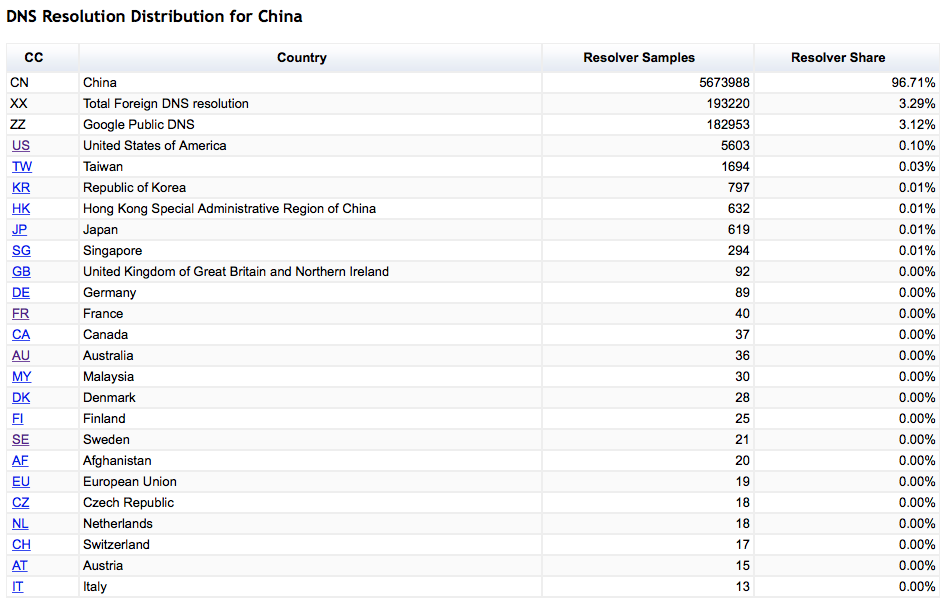 DNS Resolution Distribution for China
CC Country Resolver Samples Resolver Share
CN China 5673988 96.71%
XX Total Foreign DNS resolution 193220 3.29%
ZZ Google Public DNS 182953 3.12%
US United States of America 5603 0.10%
TW Taiwan 1694 0.03%
KR Republic of Korea 797 0.01%
HK Hong Kong Special Administrative Region of China 632 0.01%
JP Japan 619 0.01%
SG Singapore 294 0.01%
GB United Kingdom of Great Britain and Northern Ireland 92 0.00%
DE Germany 89 0.00%
FR France 40 0.00%
CA Canada 37 0.00%
AU Australia 36 0.00%
MY Malaysia 30 0.00%
DK Denmark 28 0.00%
FI Finland 25 0.00%
SE Sweden 21 0.00%
AF Afghanistan 20 0.00%
EU European Union 19 0.00%
CZ Czech Republic 18 0.00%
NL Netherlands 18 0.00%
CH Switzerland 17 0.00%
AT Austria 15 0.00%
IT Italy 13 0.00%